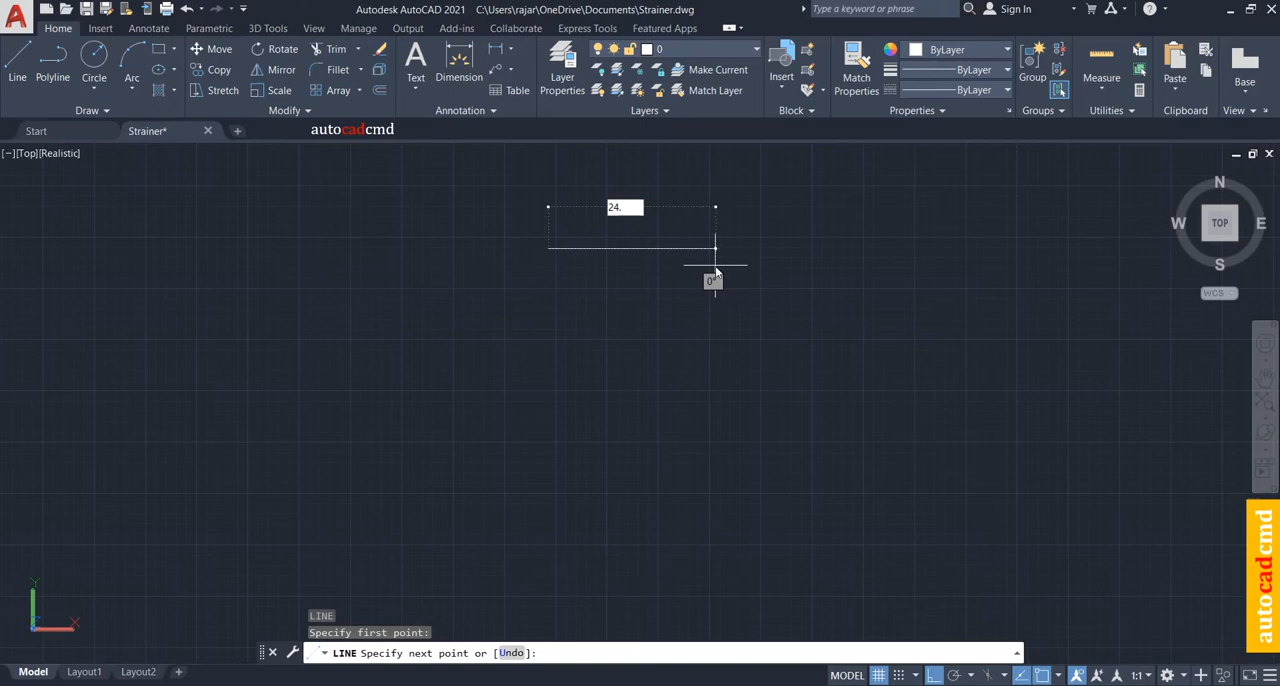 Autodesk AutoCAD 2021 C:\Users\rajar\OneDrive\Documents\Strainer.dwg
Type a keyword or phrase
Sign In
Home Insert Annotate Parametric 3D Tools View Manage Output Add-ins Collaborate Express Tools Featured Apps
Move Rotate Trim 0 ByLayer
Line Polyline Circle Arc Copy Mirror Fillet Text Dimension Layer Properties Make Current Insert Match Properties ByLayer Group Measure Paste Base
Stretch Scale Array Table Match Layer ByLayer
Draw Modify Annotation Layers Block Properties Groups Utilities Clipboard View
Start Strainer* autocadcmd
[−][Top][Realistic]
N
24.
W TOP E
S
0°
WCS
autocadcmd
Y
X
LINE
Specify first point:
LINE Specify next point or [Undo]:
Model Layout1 Layout2 MODEL 1:1